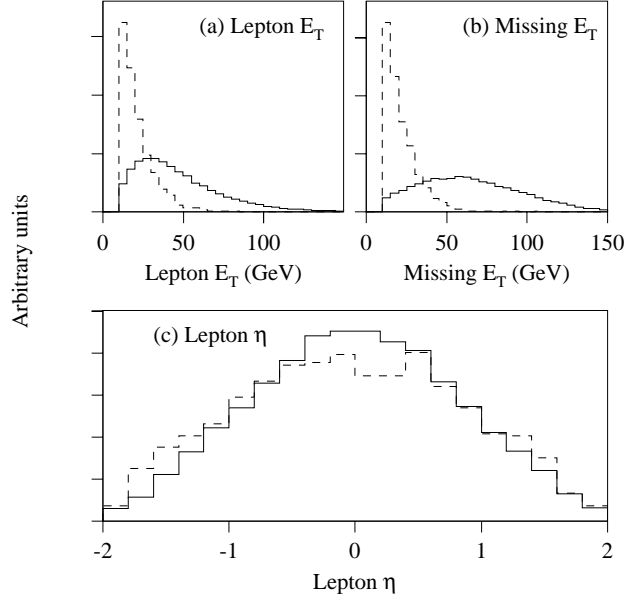 (a) Lepton E_T
(b) Missing E_T
0 50 100
0 50 100 150
Lepton E_T (GeV)
Missing E_T (GeV)
Arbitrary units
(c) Lepton η
-2 -1 0 1 2
Lepton η